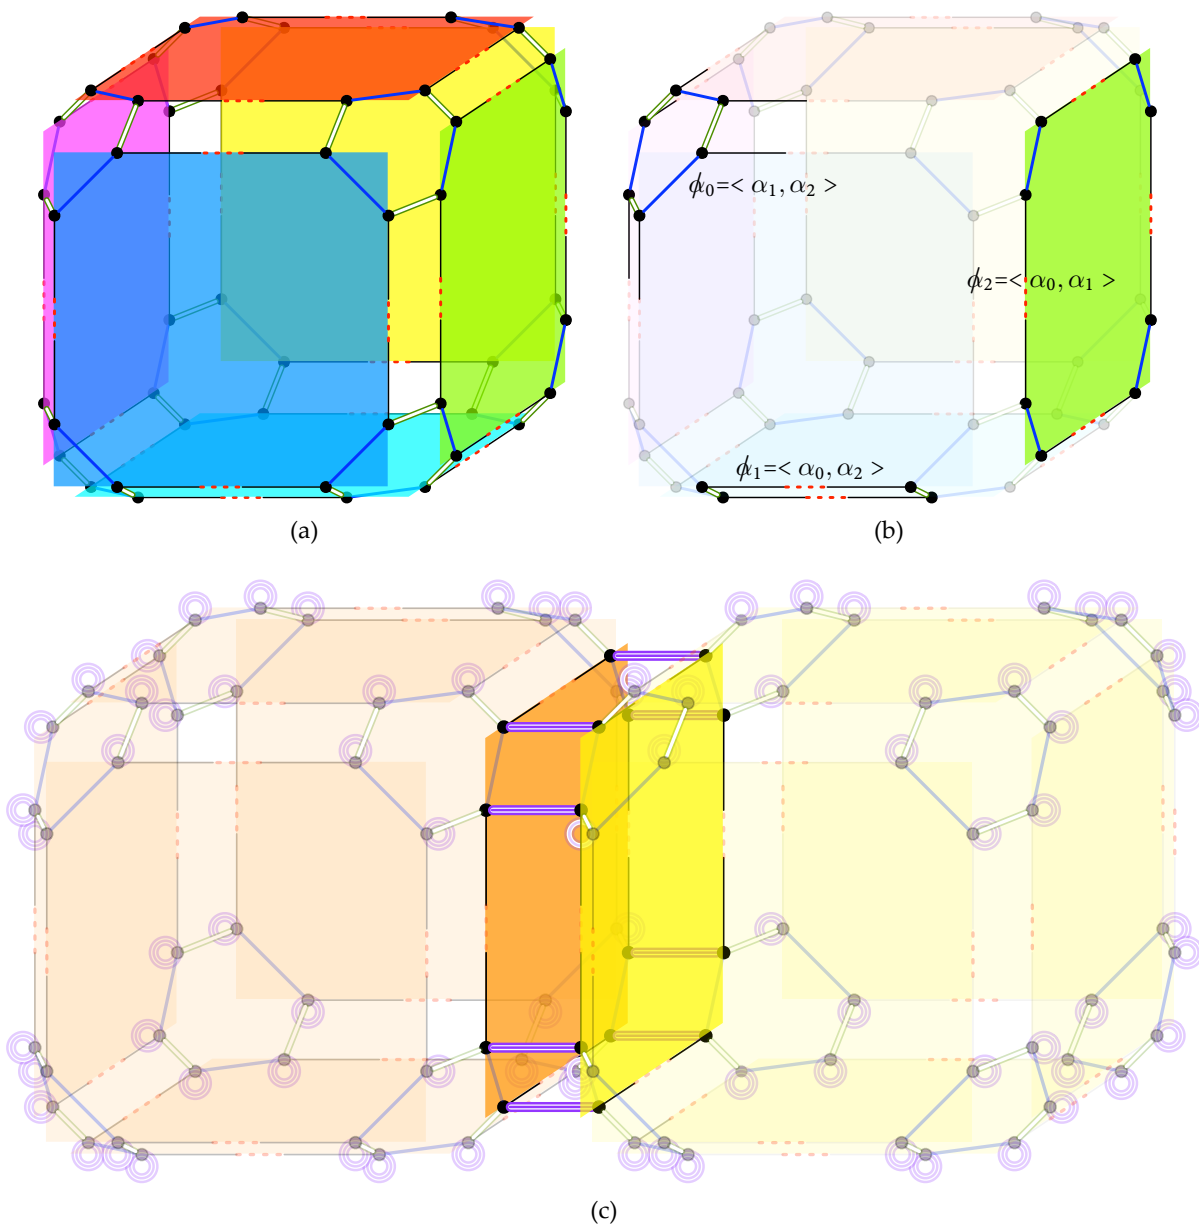 ϕ₀=< α₁, α₂ >
ϕ₂=< α₀, α₁ >
ϕ₁=< α₀, α₂ >
(a)
(b)
(c)